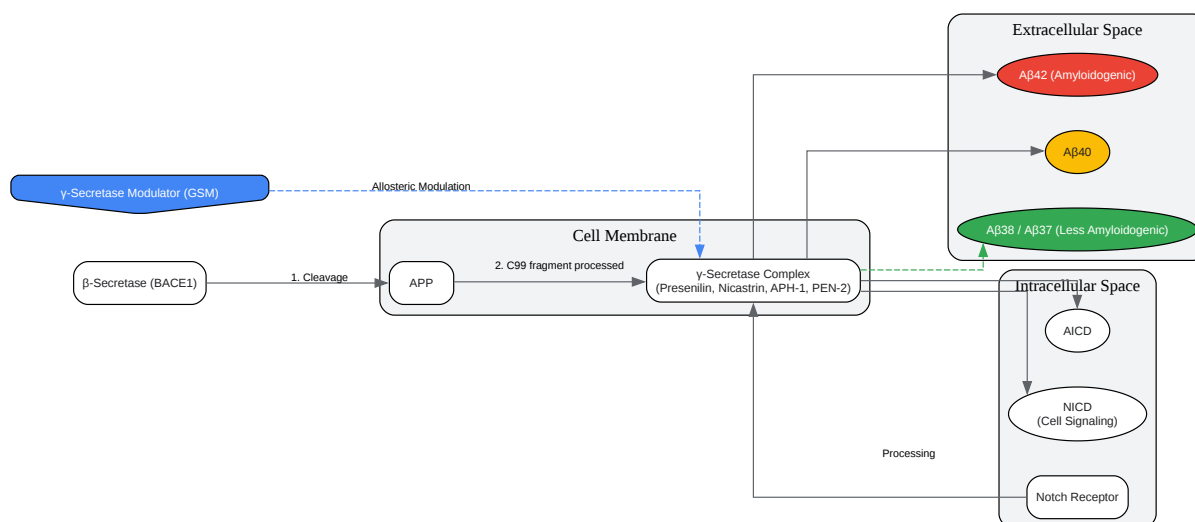 Extracellular Space
Aβ42 (Amyloidogenic)
Aβ40
γ-Secretase Modulator (GSM)
Allosteric Modulation
Aβ38 / Aβ37 (Less Amyloidogenic)
Cell Membrane
β-Secretase (BACE1)
1. Cleavage
APP
2. C99 fragment processed
γ-Secretase Complex
(Presenilin, Nicastrin, APH-1, PEN-2)
Intracellular Space
AICD
NICD
(Cell Signaling)
Processing
Notch Receptor